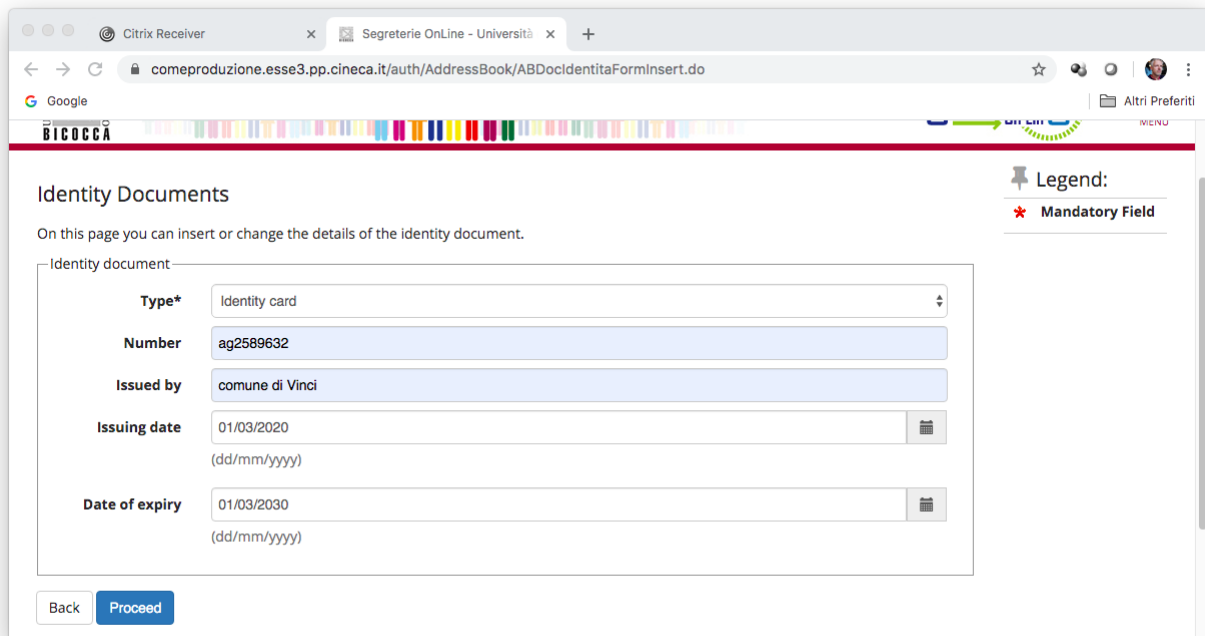 Citrix Receiver
Segreterie OnLine - Università
comeproduzione.esse3.pp.cineca.it/auth/AddressBook/ABDocIdentitaFormInsert.do
Google
Altri Preferiti
BICOCCA
MENU
Identity Documents
Legend:
* Mandatory Field
On this page you can insert or change the details of the identity document.
Identity document
Type* Identity card
Number ag2589632
Issued by comune di Vinci
Issuing date 01/03/2020
(dd/mm/yyyy)
Date of expiry 01/03/2030
(dd/mm/yyyy)
Back Proceed